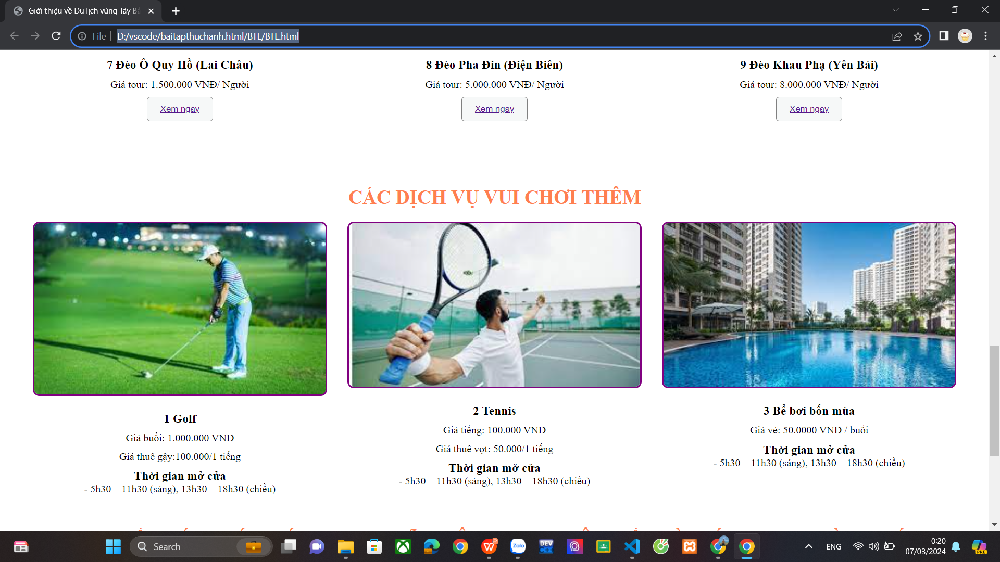 Giới thiệu về Du lịch vùng Tây Bắ
File
D:/vscode/baitapthuchanh.html/BTL/BTL.html
7 Đèo Ô Quy Hồ (Lai Châu)
Giá tour: 1.500.000 VNĐ/ Người
Xem ngay
8 Đèo Pha Đin (Điện Biên)
Giá tour: 5.000.000 VNĐ/ Người
Xem ngay
9 Đèo Khau Phạ (Yên Bái)
Giá tour: 8.000.000 VNĐ/ Người
Xem ngay
CÁC DỊCH VỤ VUI CHƠI THÊM
1 Golf
Giá buổi: 1.000.000 VNĐ
Giá thuê gậy:100.000/1 tiếng
Thời gian mở cửa
- 5h30 – 11h30 (sáng), 13h30 – 18h30 (chiều)
2 Tennis
Giá tiếng: 100.000 VNĐ
Giá thuê vợt: 50.000/1 tiếng
Thời gian mở cửa
- 5h30 – 11h30 (sáng), 13h30 – 18h30 (chiều)
3 Bể bơi bốn mùa
Giá vé: 50.0000 VNĐ / buổi
Thời gian mở cửa
- 5h30 – 11h30 (sáng), 13h30 – 18h30 (chiều)
Search
Zalo
DEV
C++
ENG
0:20
07/03/2024
PRE